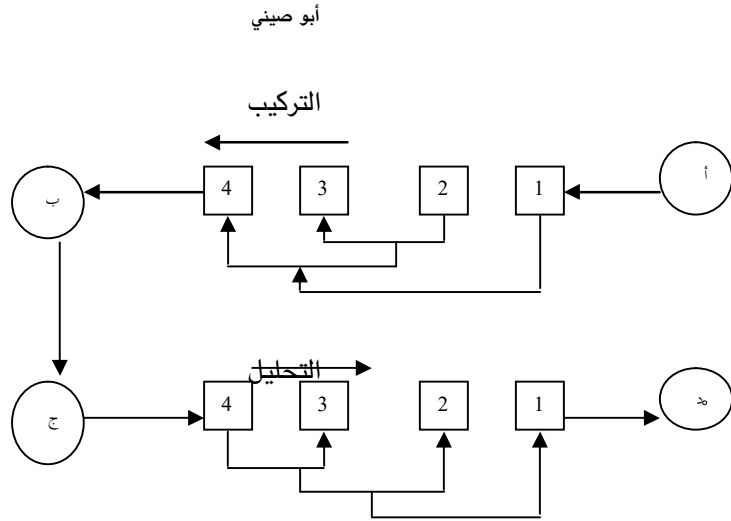 أبو صيني
التركيب
أ 1 2 3 4 ب
التحليل
هـ 1 2 3 4 ج